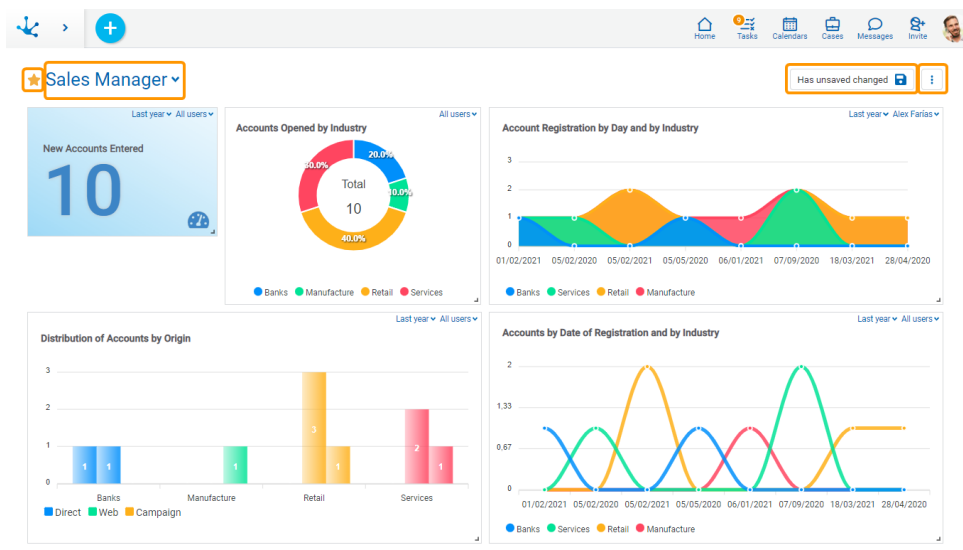 9
Home Tasks Calendars Cases Messages Invite
Sales Manager
Has unsaved changed
Last year All users
New Accounts Entered
10
All users
Accounts Opened by Industry
20.0%
10.0%
40.0%
30.0%
Total
10
Banks Manufacture Retail Services
Last year Alex Farias
Account Registration by Day and by Industry
3
2
1
0
01/02/2021 05/02/2020 05/02/2021 05/05/2020 06/01/2021 07/09/2020 18/03/2021 28/04/2020
Banks Services Retail Manufacture
Last year All users
Distribution of Accounts by Origin
3
2
1
0
1 1 1 3 1 2 1
Banks Manufacture Retail Services
Direct Web Campaign
Last year All users
Accounts by Date of Registration and by Industry
2
1,33
0,67
0
01/02/2021 05/02/2020 05/02/2021 05/05/2020 06/01/2021 07/09/2020 18/03/2021 28/04/2020
Banks Services Retail Manufacture